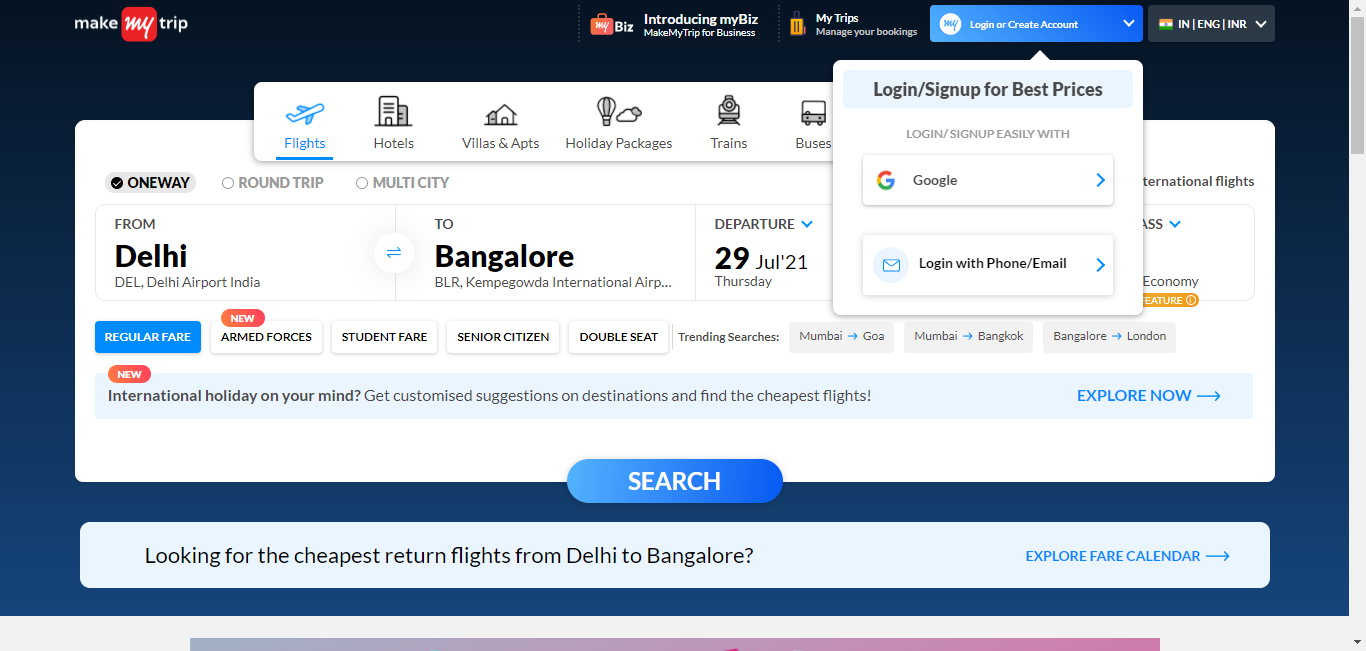 make my trip
my Biz
Introducing myBiz
MakeMyTrip for Business
My Trips
Manage your bookings
my
Login or Create Account
IN | ENG | INR
Login/Signup for Best Prices
LOGIN/ SIGNUP EASILY WITH
Google
Login with Phone/Email
Flights
Hotels
Villas & Apts
Holiday Packages
Trains
Buses
ONEWAY
ROUND TRIP
MULTI CITY
ternational flights
FROM
Delhi
DEL, Delhi Airport India
TO
Bangalore
BLR, Kempegowda International Airp...
DEPARTURE
29 Jul'21
Thursday
ASS
Economy
FEATURE
REGULAR FARE
NEW
ARMED FORCES
STUDENT FARE
SENIOR CITIZEN
DOUBLE SEAT
Trending Searches:
Mumbai → Goa
Mumbai → Bangkok
Bangalore → London
NEW
International holiday on your mind? Get customised suggestions on destinations and find the cheapest flights!
EXPLORE NOW
SEARCH
Looking for the cheapest return flights from Delhi to Bangalore?
EXPLORE FARE CALENDAR